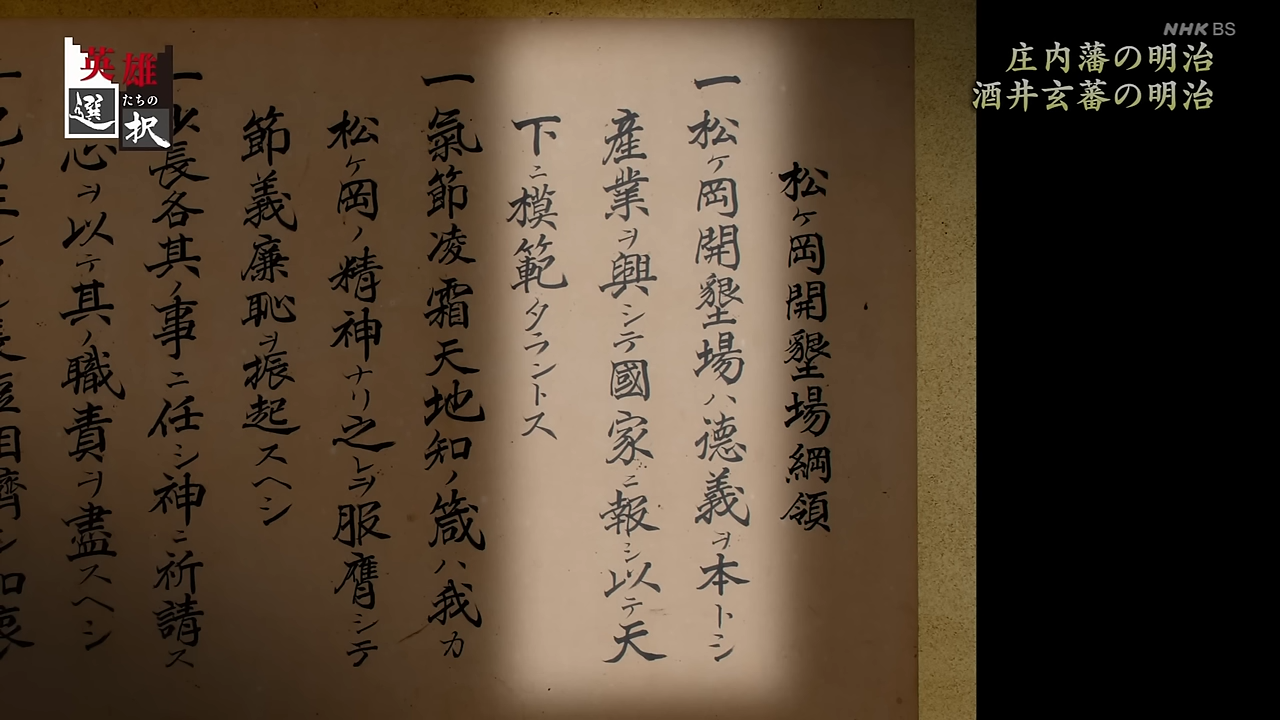 NHK BS
庄内藩の明治
酒井玄蕃の明治
英雄たちの選択
松ケ岡開墾場綱領
一松ケ岡開墾場ハ德義ヲ本トシ
産業ヲ興シテ國家ニ報シ以テ天
下ニ模範タラントス
一氣節凌霜天地知ノ箴ハ我カ
松ケ岡ノ精神ナリ之レヲ服膺シテ
節義廉恥ヲ振起スヘシ
一 長各其ノ事ニ任シ神ニ祈請ス
心ヲ以テ其ノ職責ヲ盡スヘシ